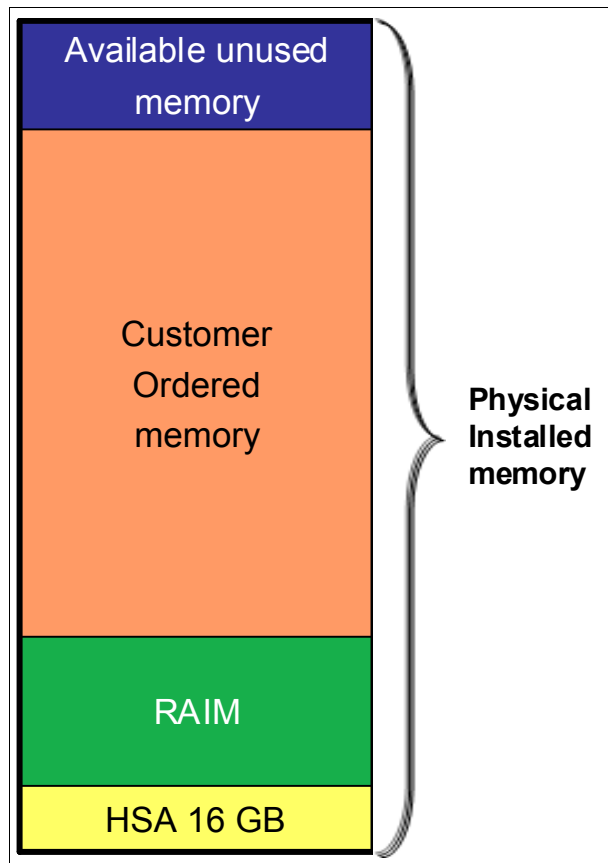 Available unused
memory
Customer
Ordered
memory
Physical
Installed
memory
RAIM
HSA 16 GB